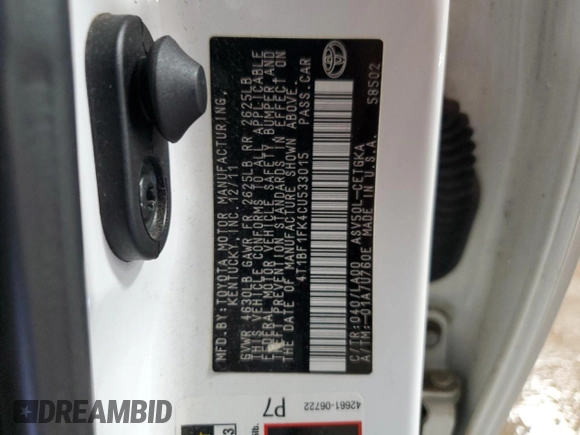 MFD.BY:TOYOTA MOTOR MANUFACTURING,
KENTUCKY, INC. 12/11
GVWR 4630LB GAWR FR 2625LB RR 2625LB
THIS VEHICLE CONFORMS TO ALL APPLICABLE
FEDERAL MOTOR VEHICLE SAFETY, BUMPER, AND
THEFT PREVENTION STANDARDS IN EFFECT ON
THE DATE OF MANUFACTURE SHOWN ABOVE.
4T1BF1FK4CU533015 PASS.CAR
C/TR:040/LA90 ASV50L-CETGKA S8502
A/TM:-01A/U760E MADE IN U.S.A.
42661-06722
P7
DREAMBID